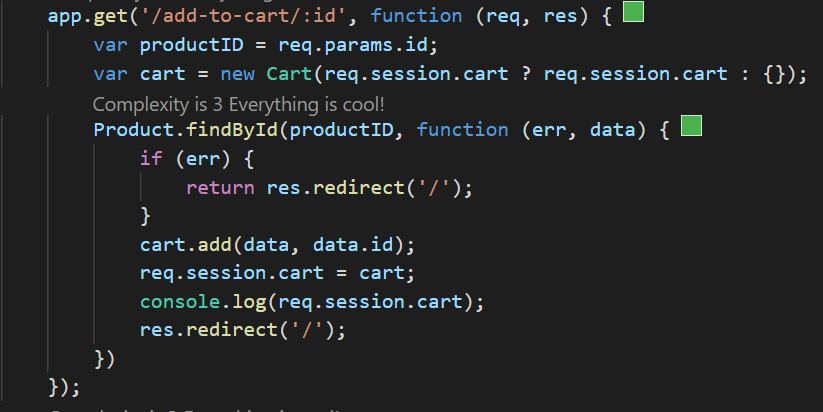 app.get('/add-to-cart/:id', function (req, res) {
var productID = req.params.id;
var cart = new Cart(req.session.cart ? req.session.cart : {});
Complexity is 3 Everything is cool!
Product.findById(productID, function (err, data) {
if (err) {
return res.redirect('/');
}
cart.add(data, data.id);
req.session.cart = cart;
console.log(req.session.cart);
res.redirect('/');
})
});